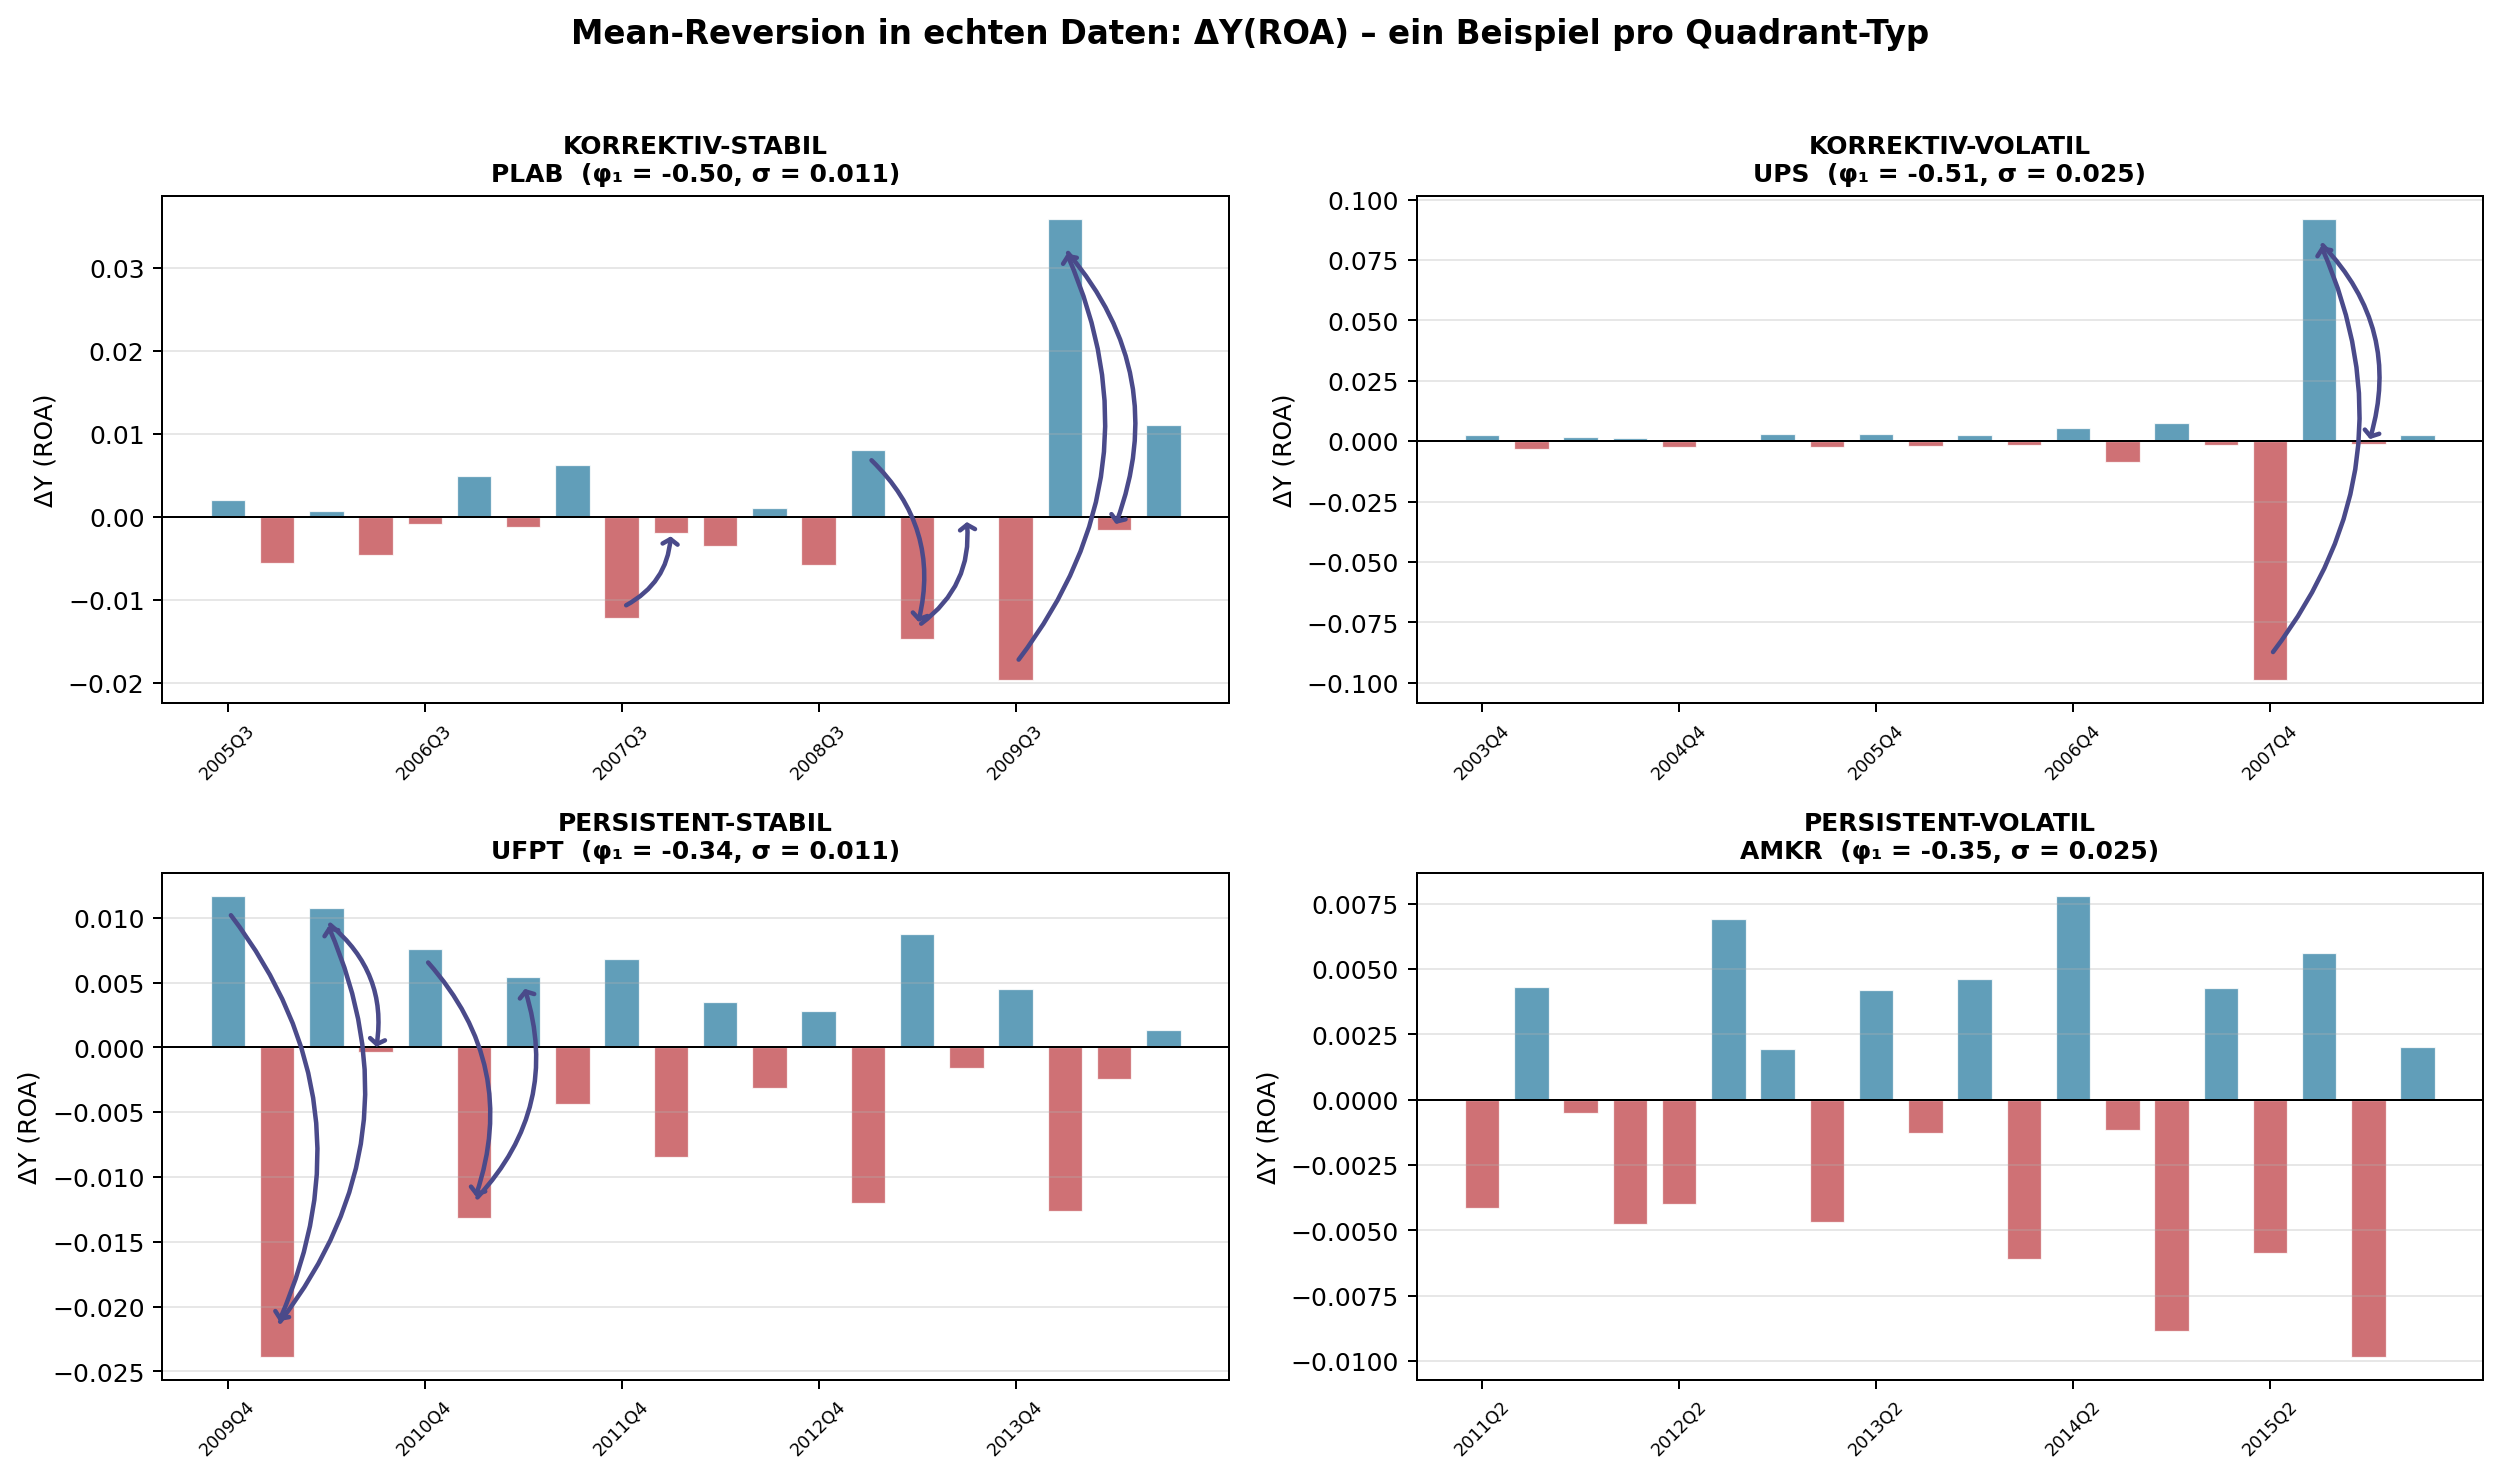 Mean-Reversion in echten Daten: ΔY(ROA) – ein Beispiel pro Quadrant-Typ
KORREKTIV-STABIL
PLAB (φ₁ = -0.50, σ = 0.011)
ΔY (ROA)
0.03
0.02
0.01
0.00
−0.01
−0.02
2005Q3
2006Q3
2007Q3
2008Q3
2009Q3
KORREKTIV-VOLATIL
UPS (φ₁ = -0.51, σ = 0.025)
ΔY (ROA)
0.100
0.075
0.050
0.025
0.000
−0.025
−0.050
−0.075
−0.100
2003Q4
2004Q4
2005Q4
2006Q4
2007Q4
PERSISTENT-STABIL
UFPT (φ₁ = -0.34, σ = 0.011)
ΔY (ROA)
0.010
0.005
0.000
−0.005
−0.010
−0.015
−0.020
−0.025
2009Q4
2010Q4
2011Q4
2012Q4
2013Q4
PERSISTENT-VOLATIL
AMKR (φ₁ = -0.35, σ = 0.025)
ΔY (ROA)
0.0075
0.0050
0.0025
0.0000
−0.0025
−0.0050
−0.0075
−0.0100
2011Q2
2012Q2
2013Q2
2014Q2
2015Q2